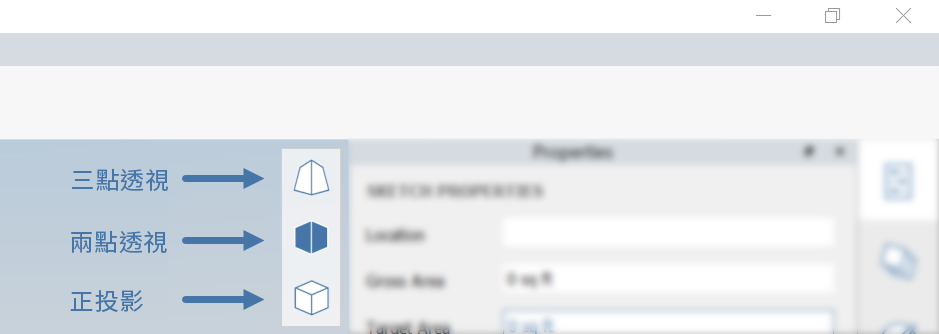 Properties
三點透視
SKETCH PROPERTIES
兩點透視
Location
Gross Area
0 sq ft
正投影
Target Area
0 sq ft